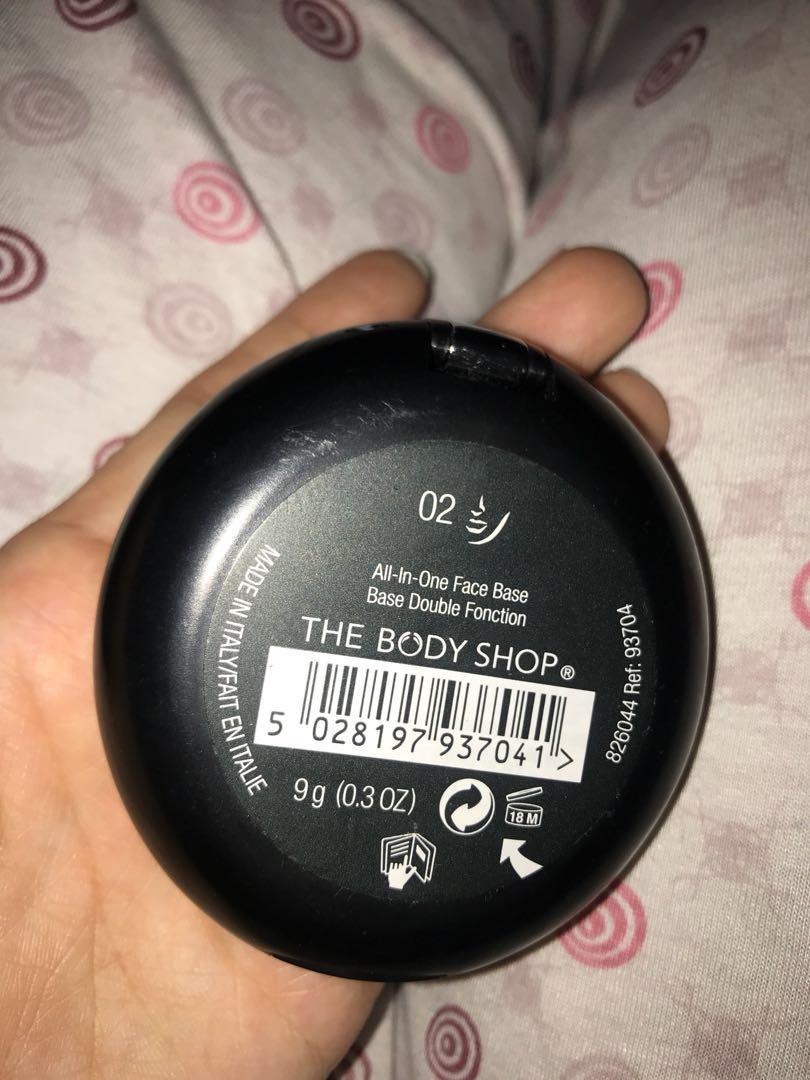 02
All-In-One Face Base
Base Double Fonction
THE BODY SHOP®
5 028197 937041 >
9g (0.3 OZ)
18 M
MADE IN ITALY/FAIT EN ITALIE
826044 Ref: 93704